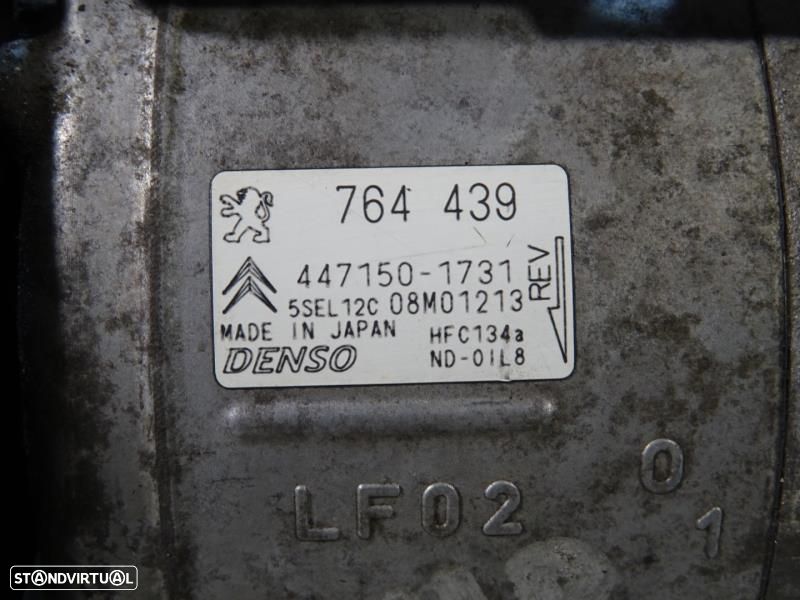 764 439
447150-1731
5SEL12C 08M01213
REV
MADE IN JAPAN HFC134a
DENSO ND-OIL8
LF02
0
1
STANDVIRTUAL